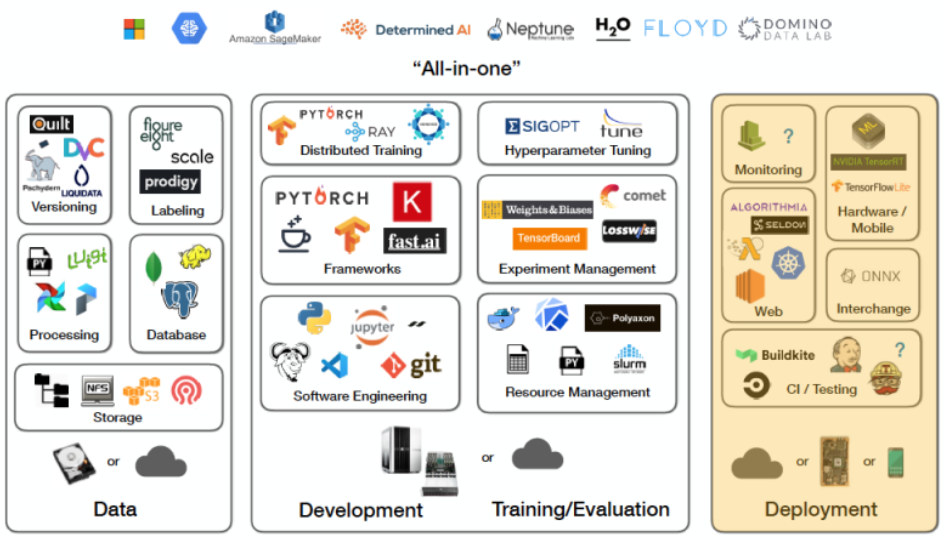 Amazon SageMaker
Determined AI
Neptune
Machine Learning Lab
H2O
FLOYD
DOMINO
DATA LAB
“All-in-one”
Quilt
DVC
Pachyderm
LIQUIDATA
Versioning
figure
eight
scale
prodigy
Labeling
PY
Luigi
Processing
Database
NFS
S3
Storage
or
Data
PYTORCH
RAY
Distributed Training
SIGOPT
tune
Hyperparameter Tuning
PYTORCH
K
fast.ai
Frameworks
comet
Weights & Biases
TensorBoard
LOSSWISE
Experiment Management
jupyter
git
Software Engineering
Polyaxon
PY
slurm
Resource Management
or
Development
Training/Evaluation
?
Monitoring
ML
NVIDIA TensorRT
TensorFlow Lite
Hardware /
Mobile
ALGORITHMIA
SELDON
Web
ONNX
Interchange
Buildkite
?
CI / Testing
or
or
Deployment